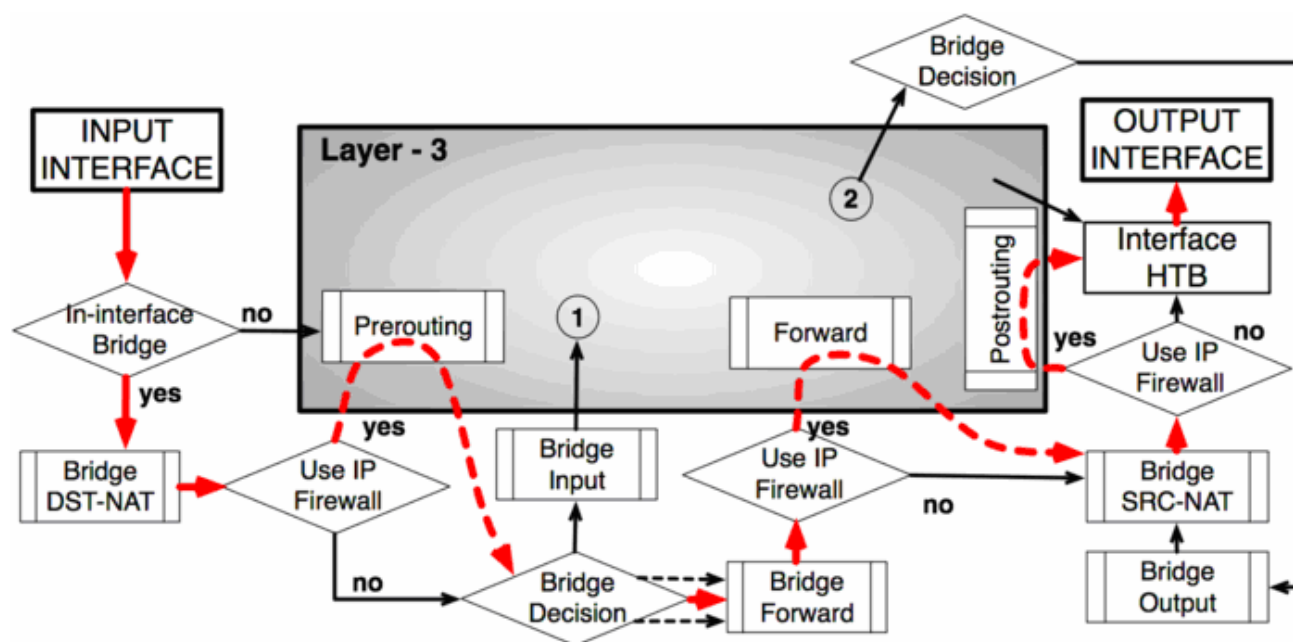 Bridge
Decision
INPUT
INTERFACE
Layer - 3
OUTPUT
INTERFACE
2
Interface
HTB
Postrouting
In-interface
Bridge
no
Prerouting
1
Forward
yes
no
Use IP
Firewall
yes
yes
yes
Bridge
DST-NAT
Use IP
Firewall
Bridge
Input
Use IP
Firewall
no
Bridge
SRC-NAT
no
Bridge
Decision
Bridge
Forward
Bridge
Output